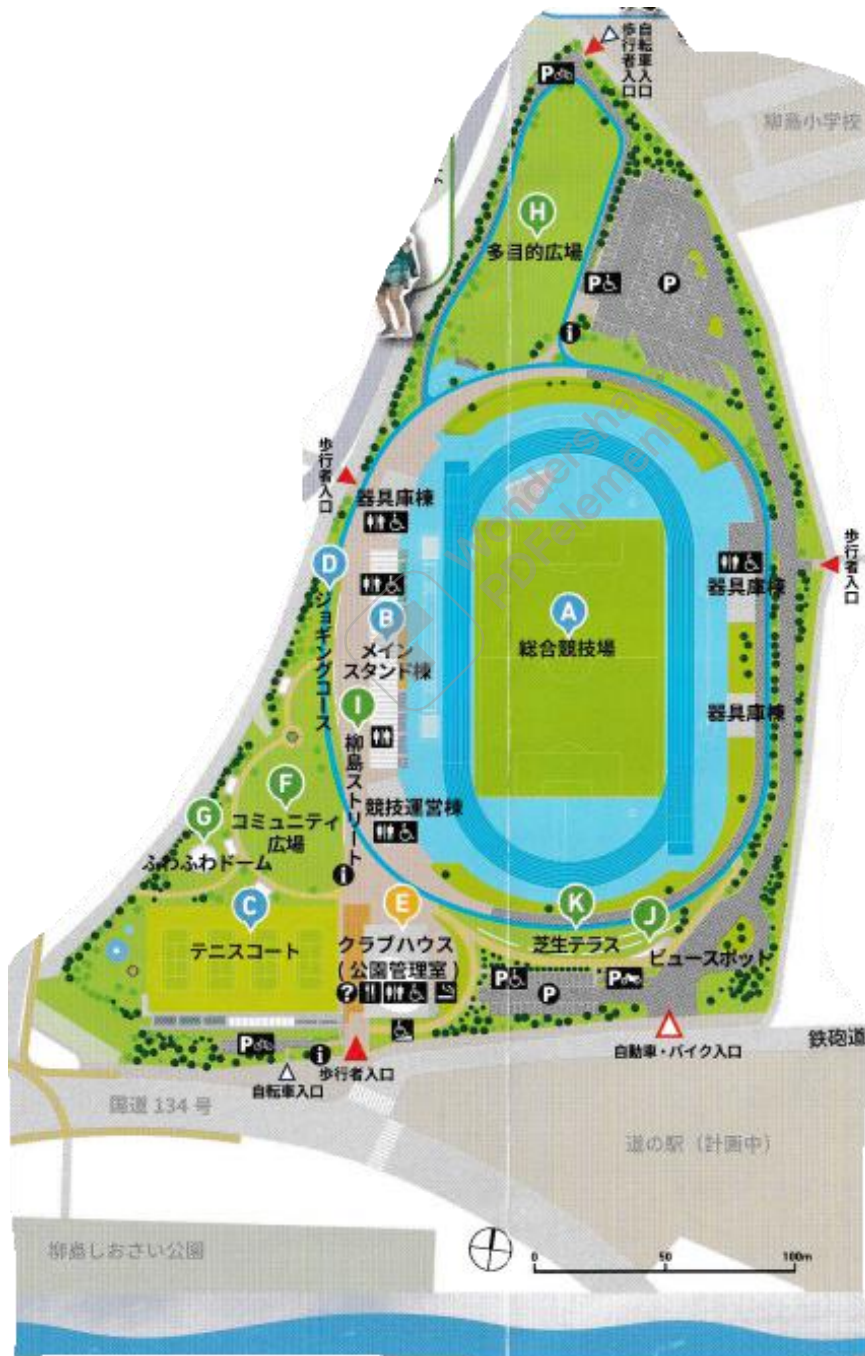 自転車入口
歩行者入口
P
柳島小学校
H
多目的広場
P
P
i
歩行者入口
器具庫棟
歩行者入口
D
ジョギングコース
B
メイン
スタンド棟
A
総合競技場
器具庫棟
I
柳島ストリート
器具庫棟
F
コミュニティ
広場
G
ふわふわドーム
競技運営棟
i
C
テニスコート
E
クラブハウス
(公園管理室)
?
K
芝生テラス
J
ビュースポット
P
P
P
P
i
自転車入口
歩行者入口
自動車・バイク入口
鉄砲道
国道 134 号
道の駅（計画中）
柳島しおさい公園
0 50 100m
Wondershare
PDFelement